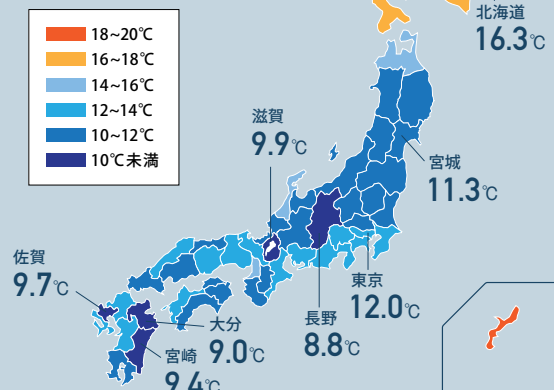 北海道
16.3℃
18~20℃
16~18℃
14~16℃
12~14℃
10~12℃
10℃未満
滋賀
9.9℃
宮城
11.3℃
佐賀
9.7℃
東京
12.0℃
長野
8.8℃
大分
9.0℃
宮崎
9.4℃